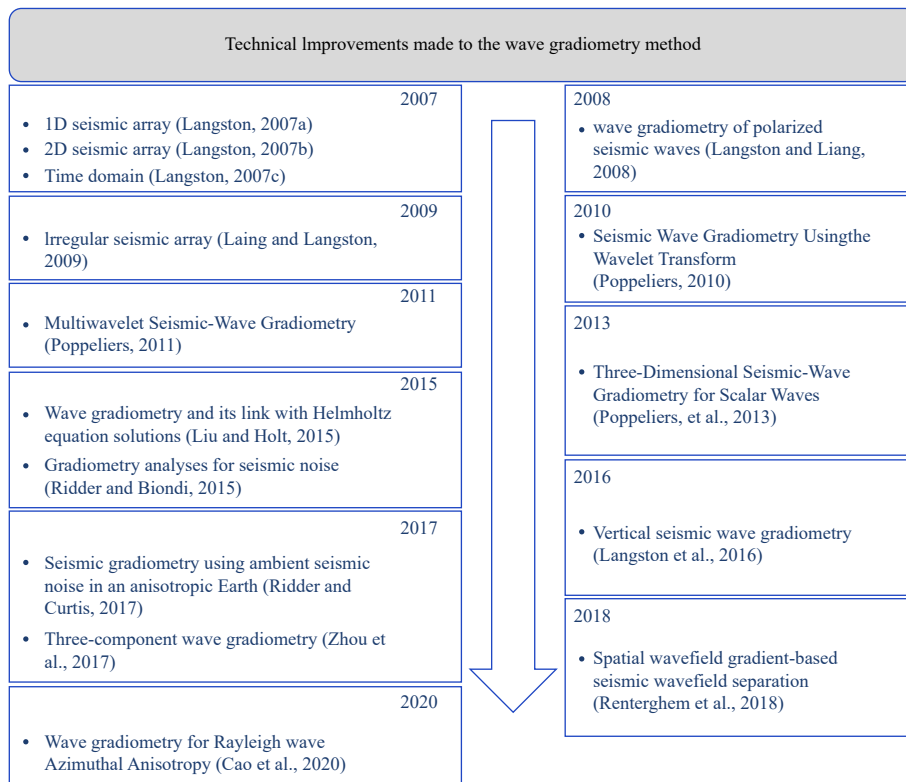 Technical lmprovements made to the wave gradiometry method
2007
• 1D seismic array (Langston, 2007a)
• 2D seismic array (Langston, 2007b)
• Time domain (Langston, 2007c)
2008
• wave gradiometry of polarized
seismic waves (Langston and Liang,
2008)
2009
• lrregular seismic array (Laing and Langston,
2009)
2010
• Seismic Wave Gradiometry Usingthe
Wavelet Transform
(Poppeliers, 2010)
2011
• Multiwavelet Seismic-Wave Gradiometry
(Poppeliers, 2011)
2013
• Three-Dimensional Seismic-Wave
Gradiometry for Scalar Waves
(Poppeliers, et al., 2013)
2015
• Wave gradiometry and its link with Helmholtz
equation solutions (Liu and Holt, 2015)
• Gradiometry analyses for seismic noise
(Ridder and Biondi, 2015)
2016
• Vertical seismic wave gradiometry
(Langston et al., 2016)
2017
• Seismic gradiometry using ambient seismic
noise in an anisotropic Earth (Ridder and
Curtis, 2017)
• Three-component wave gradiometry (Zhou et
al., 2017)
2018
• Spatial wavefield gradient-based
seismic wavefield separation
(Renterghem et al., 2018)
2020
• Wave gradiometry for Rayleigh wave
Azimuthal Anisotropy (Cao et al., 2020)